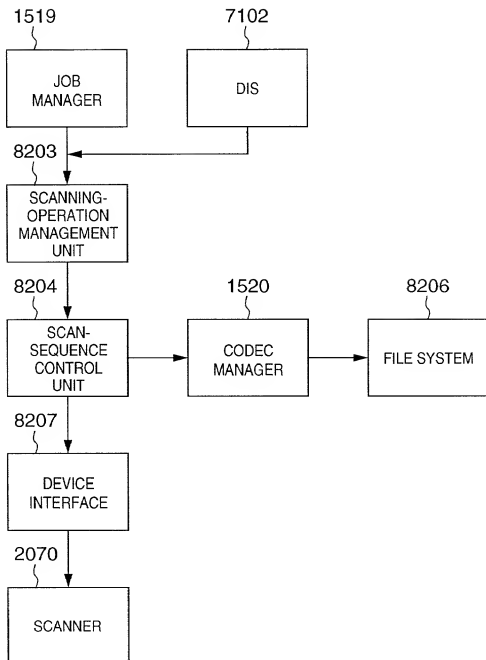 1519
7102
JOB
MANAGER
DIS
8203
SCANNING-
OPERATION
MANAGEMENT
UNIT
8204
1520
8206
SCAN-
SEQUENCE
CONTROL
UNIT
CODEC
MANAGER
FILE SYSTEM
8207
DEVICE
INTERFACE
2070
SCANNER